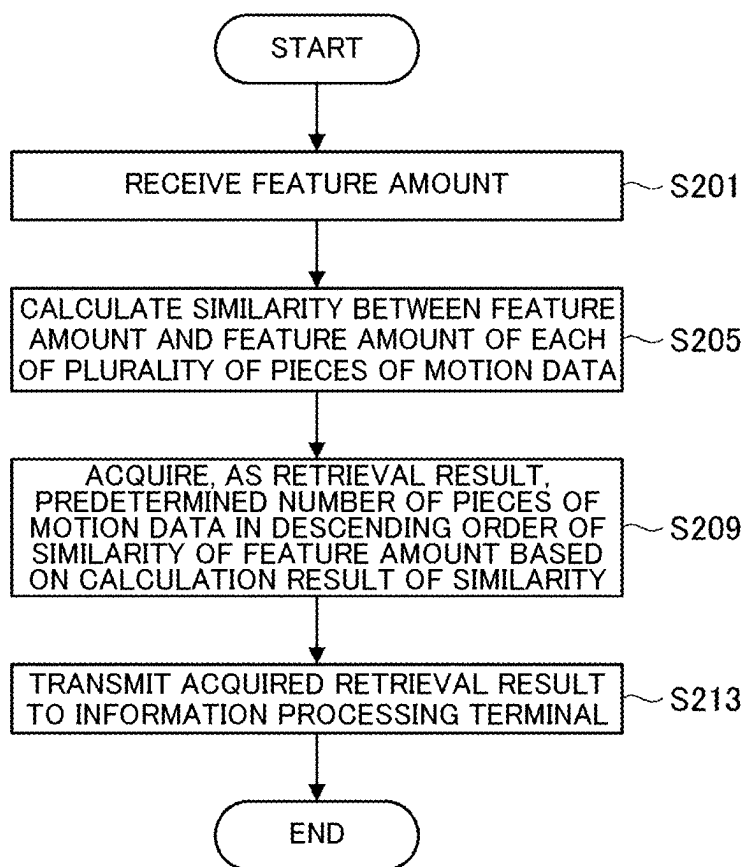 START
RECEIVE FEATURE AMOUNT
S201
CALCULATE SIMILARITY BETWEEN FEATURE
AMOUNT AND FEATURE AMOUNT OF EACH
OF PLURALITY OF PIECES OF MOTION DATA
S205
ACQUIRE, AS RETRIEVAL RESULT,
PREDETERMINED NUMBER OF PIECES OF
MOTION DATA IN DESCENDING ORDER OF
SIMILARITY OF FEATURE AMOUNT BASED
ON CALCULATION RESULT OF SIMILARITY
S209
TRANSMIT ACQUIRED RETRIEVAL RESULT
TO INFORMATION PROCESSING TERMINAL
S213
END